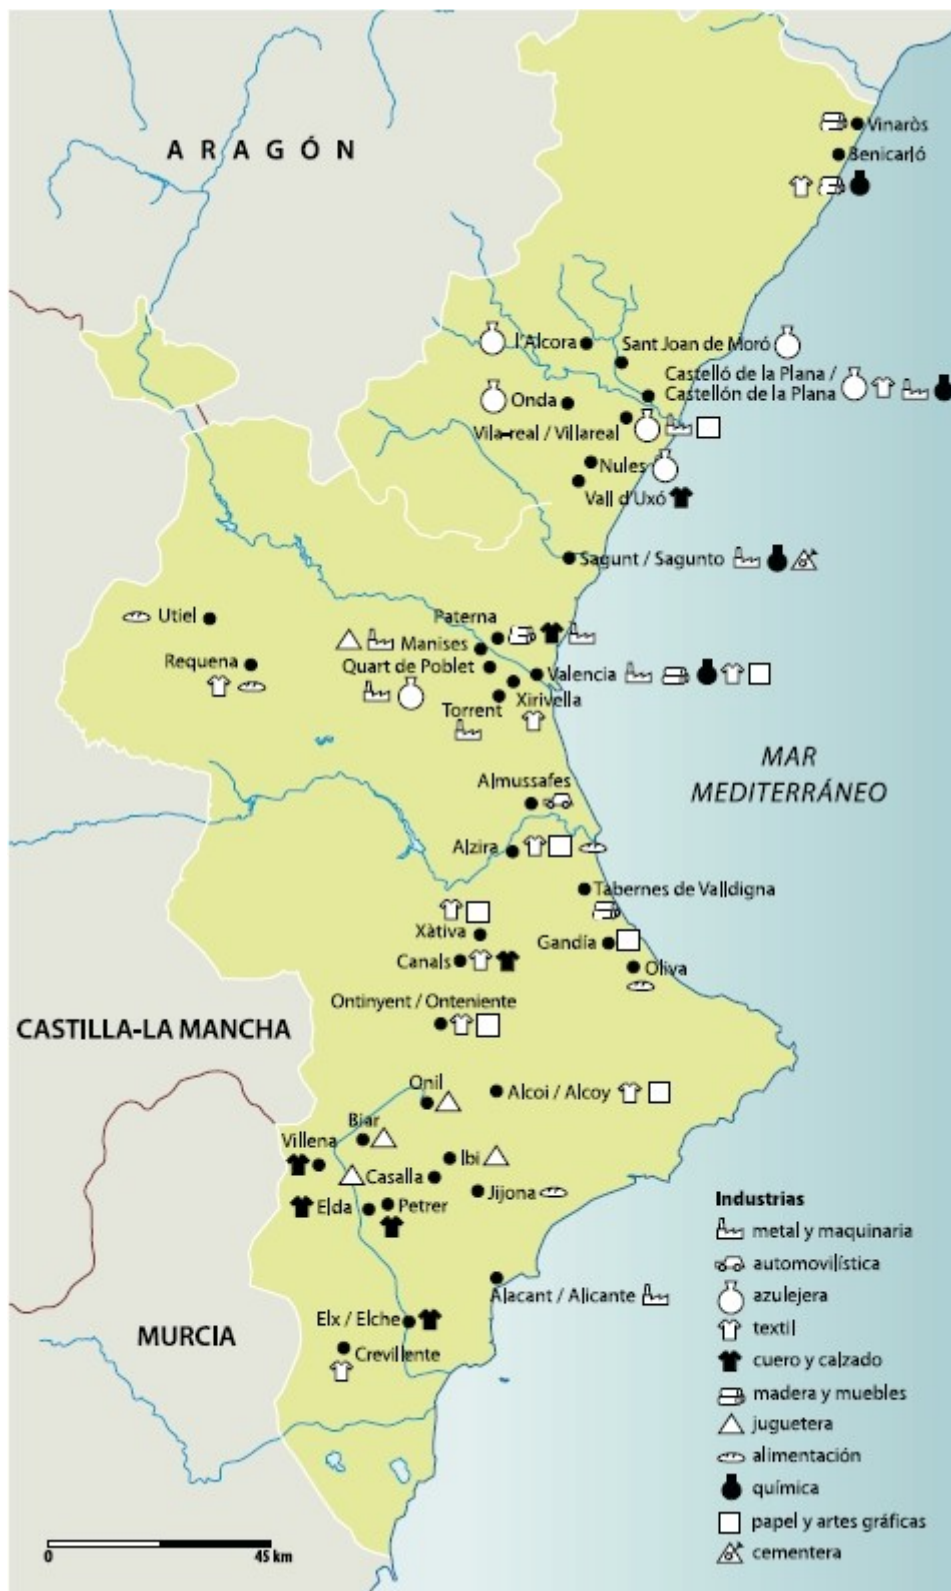 ARAGÓN
Vinaròs
Benicarló
l'Alcora
Sant Joan de Moró
Castelló de la Plana /
Castellón de la Plana
Onda
Vila-real / Villareal
Nules
Vall d'Uxó
Sagunt / Sagunto
Utiel
Paterna
Manises
Requena
Quart de Poblet
Valencia
Xirivella
Torrent
MAR
MEDITERRÁNEO
Almussafes
Alzira
Tabernes de Valldigna
Xàtiva
Gandía
Canals
Oliva
Ontinyent / Onteniente
CASTILLA-LA MANCHA
Onil
Alcoi / Alcoy
Biar
Villena
Ibi
Casalla
Jijona
Elda
Petrer
Alacant / Alicante
Elx / Elche
MURCIA
Crevillente
Industrias
metal y maquinaria
automovilística
azulejera
textil
cuero y calzado
madera y muebles
juguetera
alimentación
química
papel y artes gráficas
cementera
0 45 km